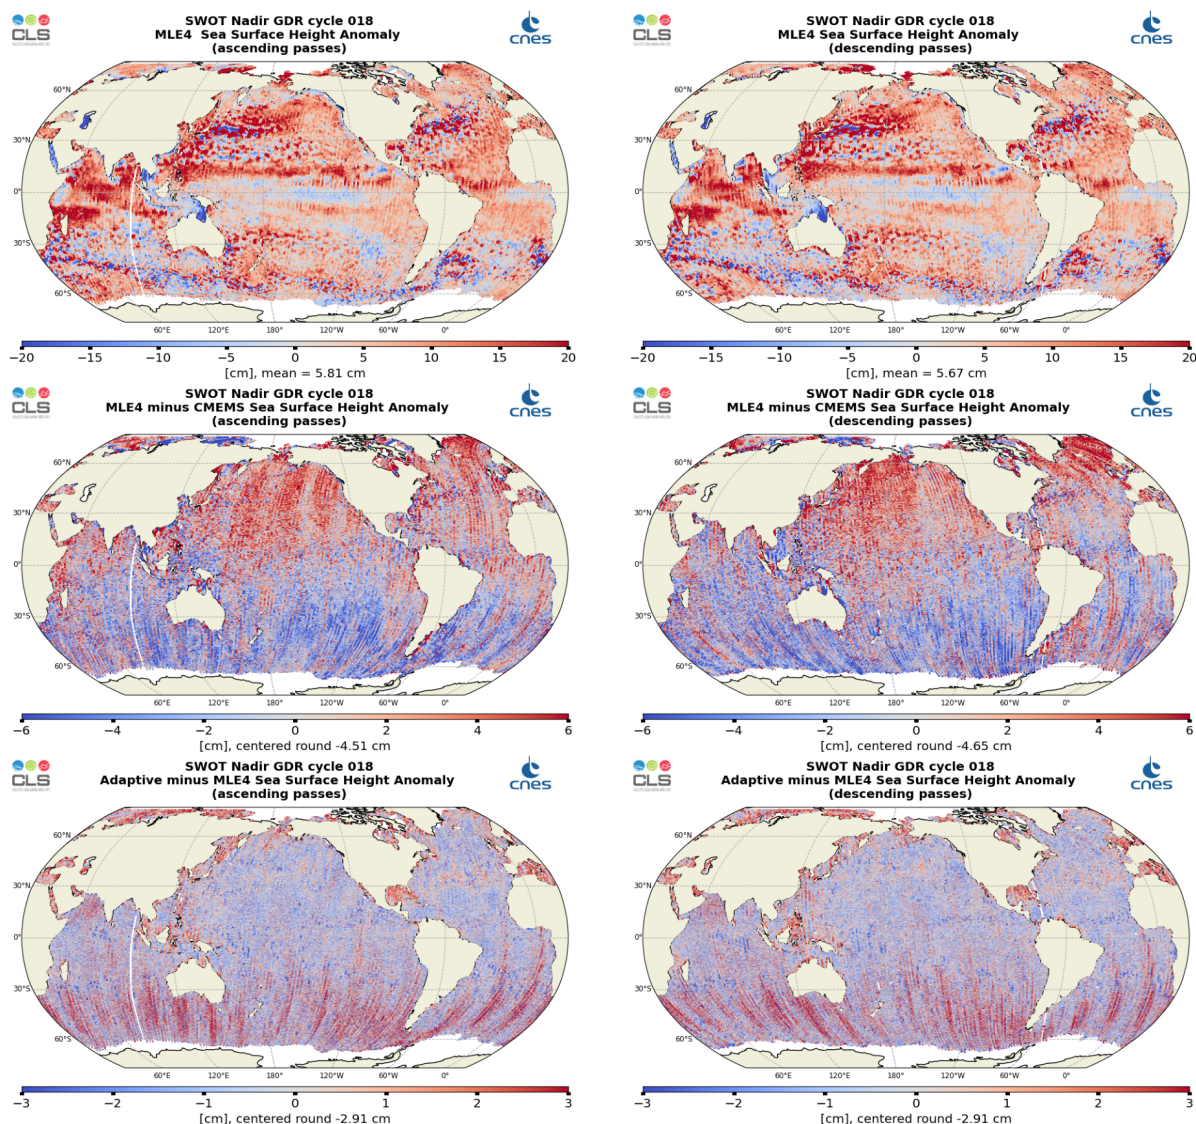 SWOT Nadir GDR cycle 018
MLE4  Sea Surface Height Anomaly
(ascending passes)
CLS
cnes
60°N
30°N
0°
30°S
60°S
60°E 120°E 180° 120°W 60°W 0°
−20 −15 −10 −5 0 5 10 15 20
[cm], mean = 5.81 cm
SWOT Nadir GDR cycle 018
MLE4 Sea Surface Height Anomaly
(descending passes)
CLS
cnes
60°N
30°N
0°
30°S
60°S
60°E 120°E 180° 120°W 60°W 0°
−20 −15 −10 −5 0 5 10 15 20
[cm], mean = 5.67 cm
SWOT Nadir GDR cycle 018
MLE4 minus CMEMS Sea Surface Height Anomaly
(ascending passes)
CLS
cnes
60°N
30°N
0°
30°S
60°S
60°E 120°E 180° 120°W 60°W 0°
−6 −4 −2 0 2 4 6
[cm], centered round -4.51 cm
SWOT Nadir GDR cycle 018
MLE4 minus CMEMS Sea Surface Height Anomaly
(descending passes)
CLS
cnes
60°N
30°N
0°
30°S
60°S
60°E 120°E 180° 120°W 60°W 0°
−6 −4 −2 0 2 4 6
[cm], centered round -4.65 cm
SWOT Nadir GDR cycle 018
Adaptive minus MLE4 Sea Surface Height Anomaly
(ascending passes)
CLS
cnes
60°N
30°N
0°
30°S
60°S
60°E 120°E 180° 120°W 60°W 0°
−3 −2 −1 0 1 2 3
[cm], centered round -2.91 cm
SWOT Nadir GDR cycle 018
Adaptive minus MLE4 Sea Surface Height Anomaly
(descending passes)
CLS
cnes
60°N
30°N
0°
30°S
60°S
60°E 120°E 180° 120°W 60°W 0°
−3 −2 −1 0 1 2 3
[cm], centered round -2.91 cm